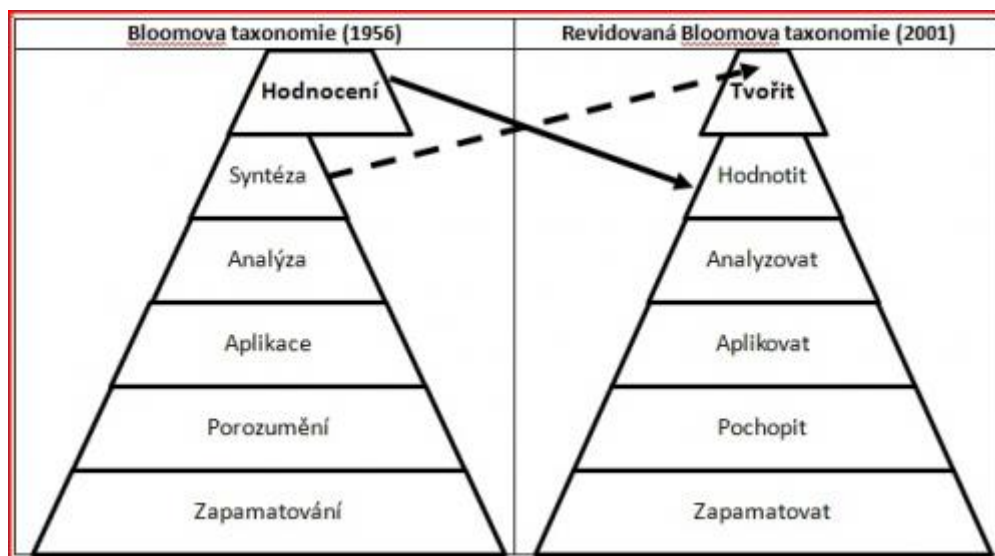 Bloomova taxonomie (1956)
Hodnocení
Syntéza
Analýza
Aplikace
Porozumění
Zapamatování
Revidovaná Bloomova taxonomie (2001)
Tvořit
Hodnotit
Analyzovat
Aplikovat
Pochopit
Zapamatovat